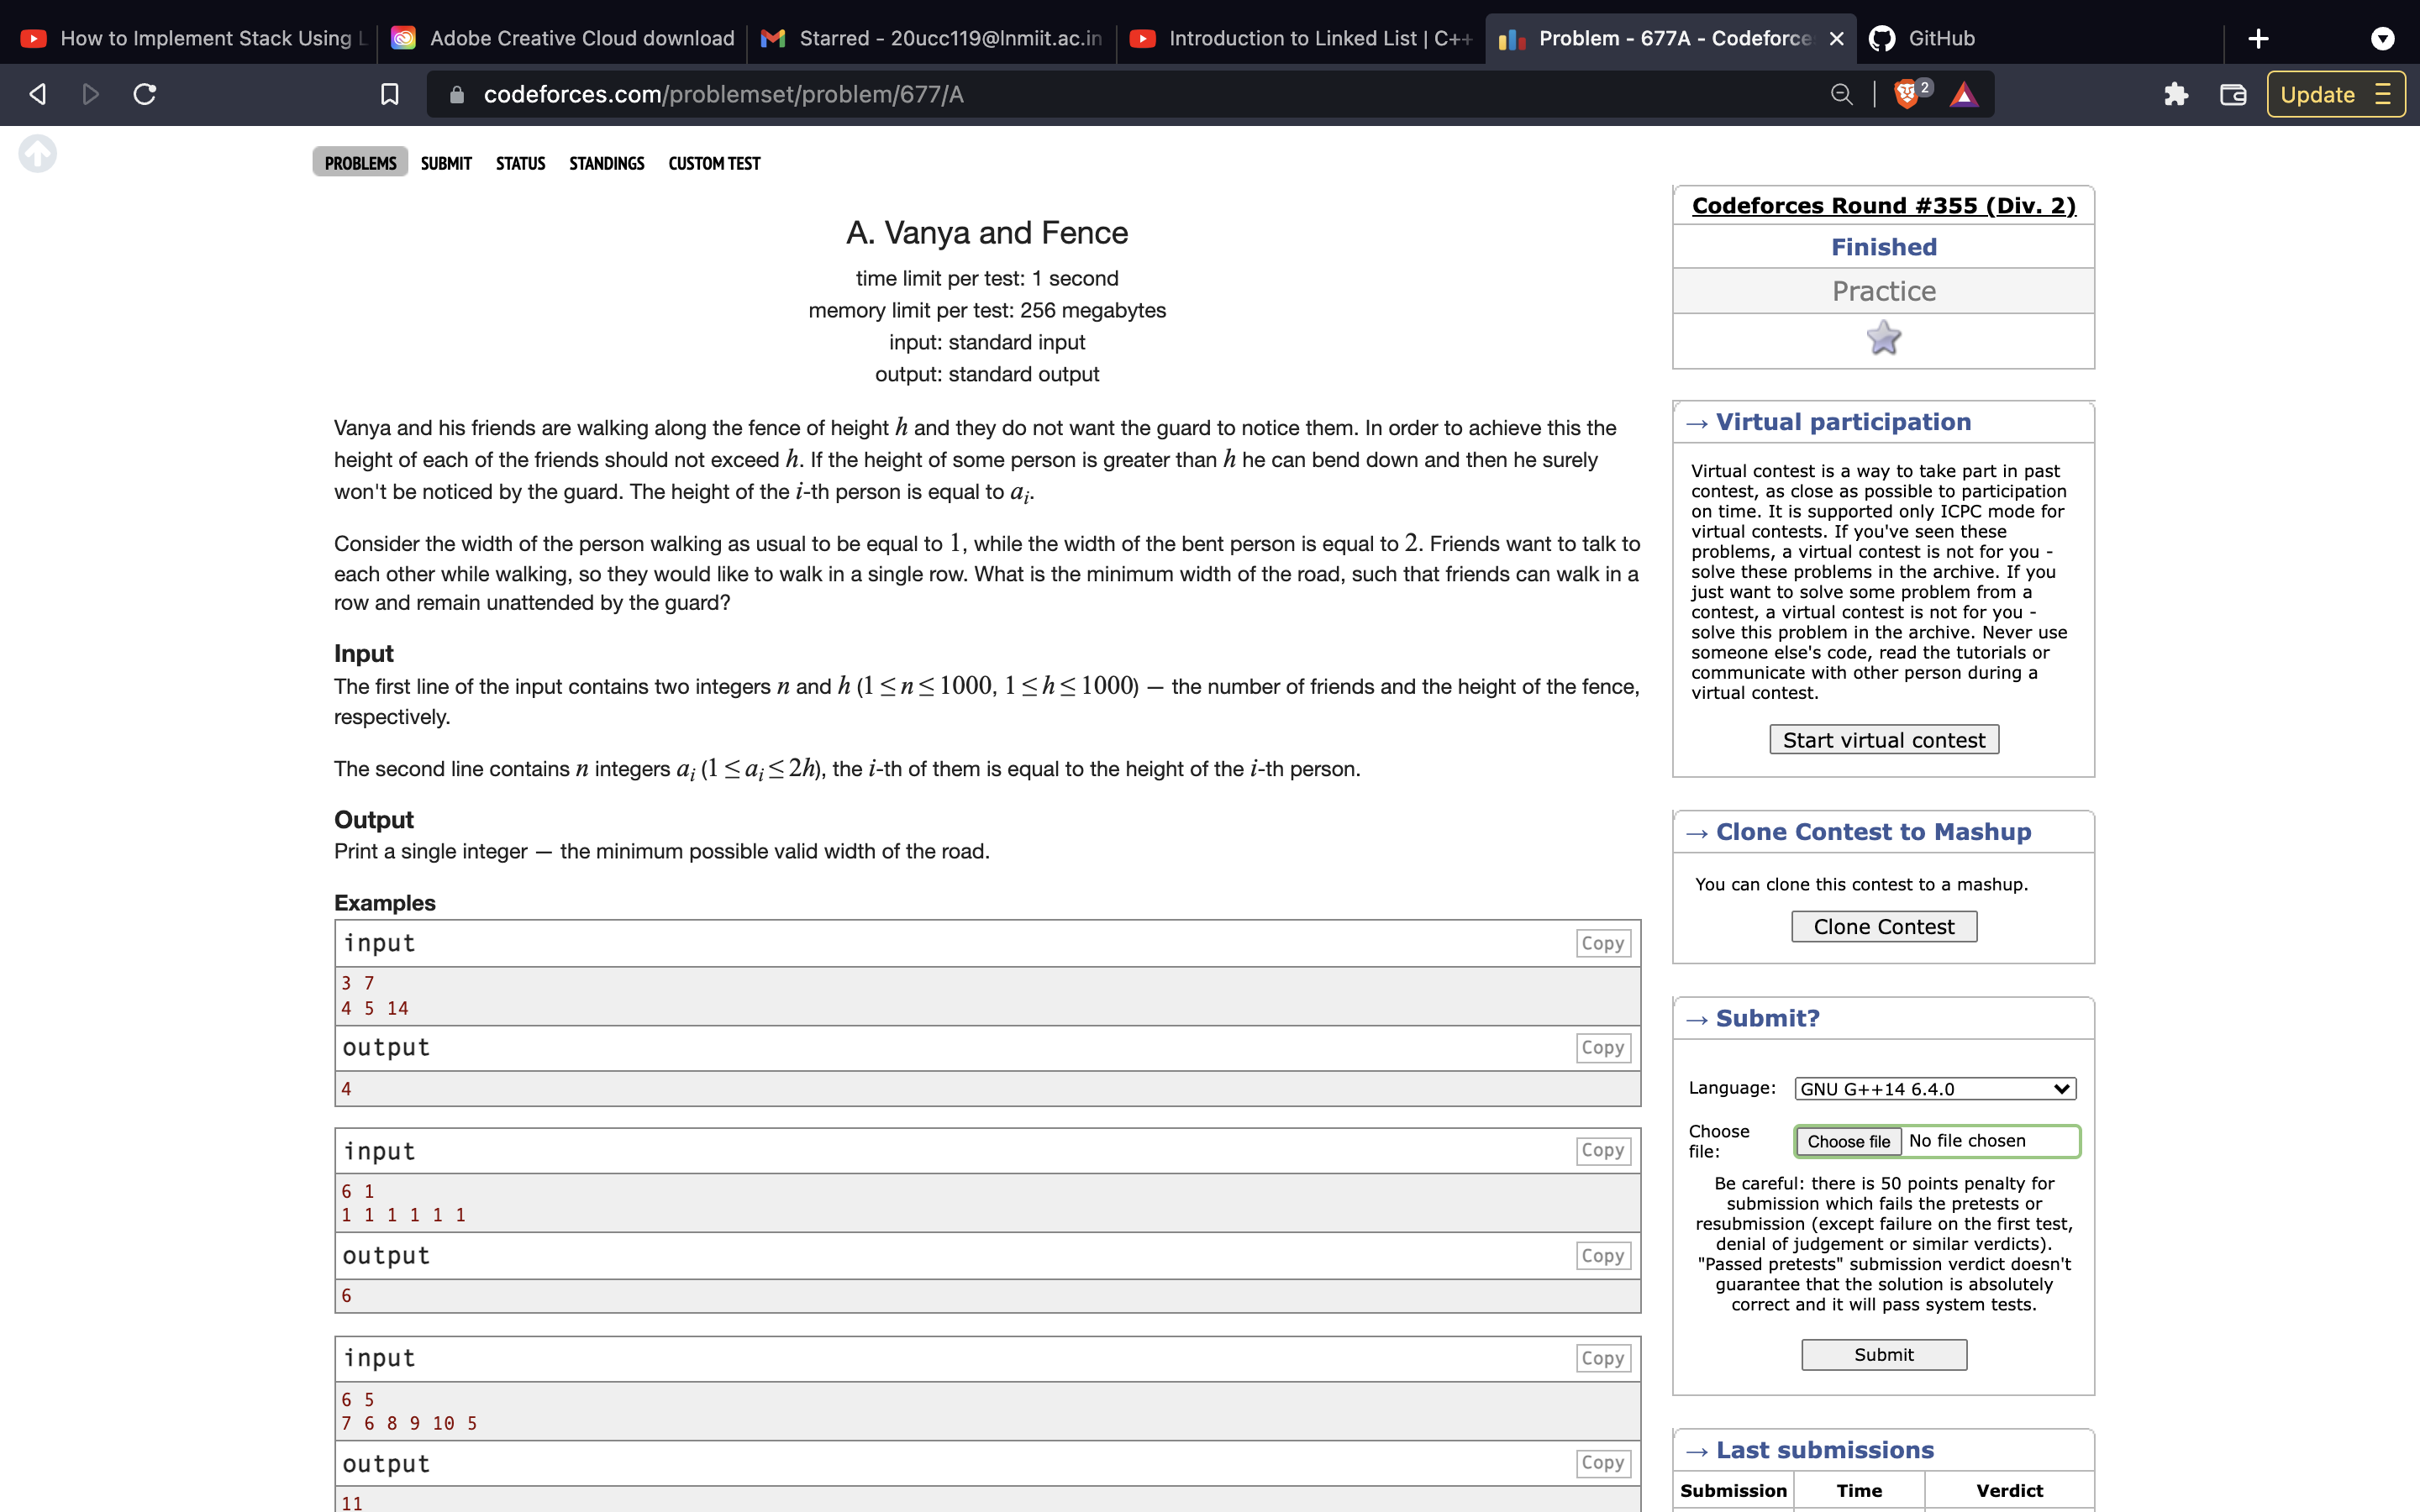 How to Implement Stack Using L
Adobe Creative Cloud download
Starred - 20ucc119@lnmiit.ac.in
Introduction to Linked List | C++
Problem - 677A - Codeforce
GitHub
codeforces.com/problemset/problem/677/A
2
Update
PROBLEMS SUBMIT STATUS STANDINGS CUSTOM TEST
A. Vanya and Fence
time limit per test: 1 second
memory limit per test: 256 megabytes
input: standard input
output: standard output
Vanya and his friends are walking along the fence of height h and they do not want the guard to notice them. In order to achieve this the
height of each of the friends should not exceed h. If the height of some person is greater than h he can bend down and then he surely
won't be noticed by the guard. The height of the i-th person is equal to aᵢ.
Consider the width of the person walking as usual to be equal to 1, while the width of the bent person is equal to 2. Friends want to talk to
each other while walking, so they would like to walk in a single row. What is the minimum width of the road, such that friends can walk in a
row and remain unattended by the guard?
Input
The first line of the input contains two integers n and h (1 ≤ n ≤ 1000, 1 ≤ h ≤ 1000) — the number of friends and the height of the fence,
respectively.
The second line contains n integers aᵢ (1 ≤ aᵢ ≤ 2h), the i-th of them is equal to the height of the i-th person.
Output
Print a single integer — the minimum possible valid width of the road.
Examples
input
Copy
3 7
4 5 14
output
Copy
4
input
Copy
6 1
1 1 1 1 1 1
output
Copy
6
input
Copy
6 5
7 6 8 9 10 5
output
Copy
11
Codeforces Round #355 (Div. 2)
Finished
Practice
→ Virtual participation
Virtual contest is a way to take part in past
contest, as close as possible to participation
on time. It is supported only ICPC mode for
virtual contests. If you've seen these
problems, a virtual contest is not for you -
solve these problems in the archive. If you
just want to solve some problem from a
contest, a virtual contest is not for you -
solve this problem in the archive. Never use
someone else's code, read the tutorials or
communicate with other person during a
virtual contest.
Start virtual contest
→ Clone Contest to Mashup
You can clone this contest to a mashup.
Clone Contest
→ Submit?
Language: GNU G++14 6.4.0
Choose
file:
Choose file No file chosen
Be careful: there is 50 points penalty for
submission which fails the pretests or
resubmission (except failure on the first test,
denial of judgement or similar verdicts).
"Passed pretests" submission verdict doesn't
guarantee that the solution is absolutely
correct and it will pass system tests.
Submit
→ Last submissions
Submission Time Verdict